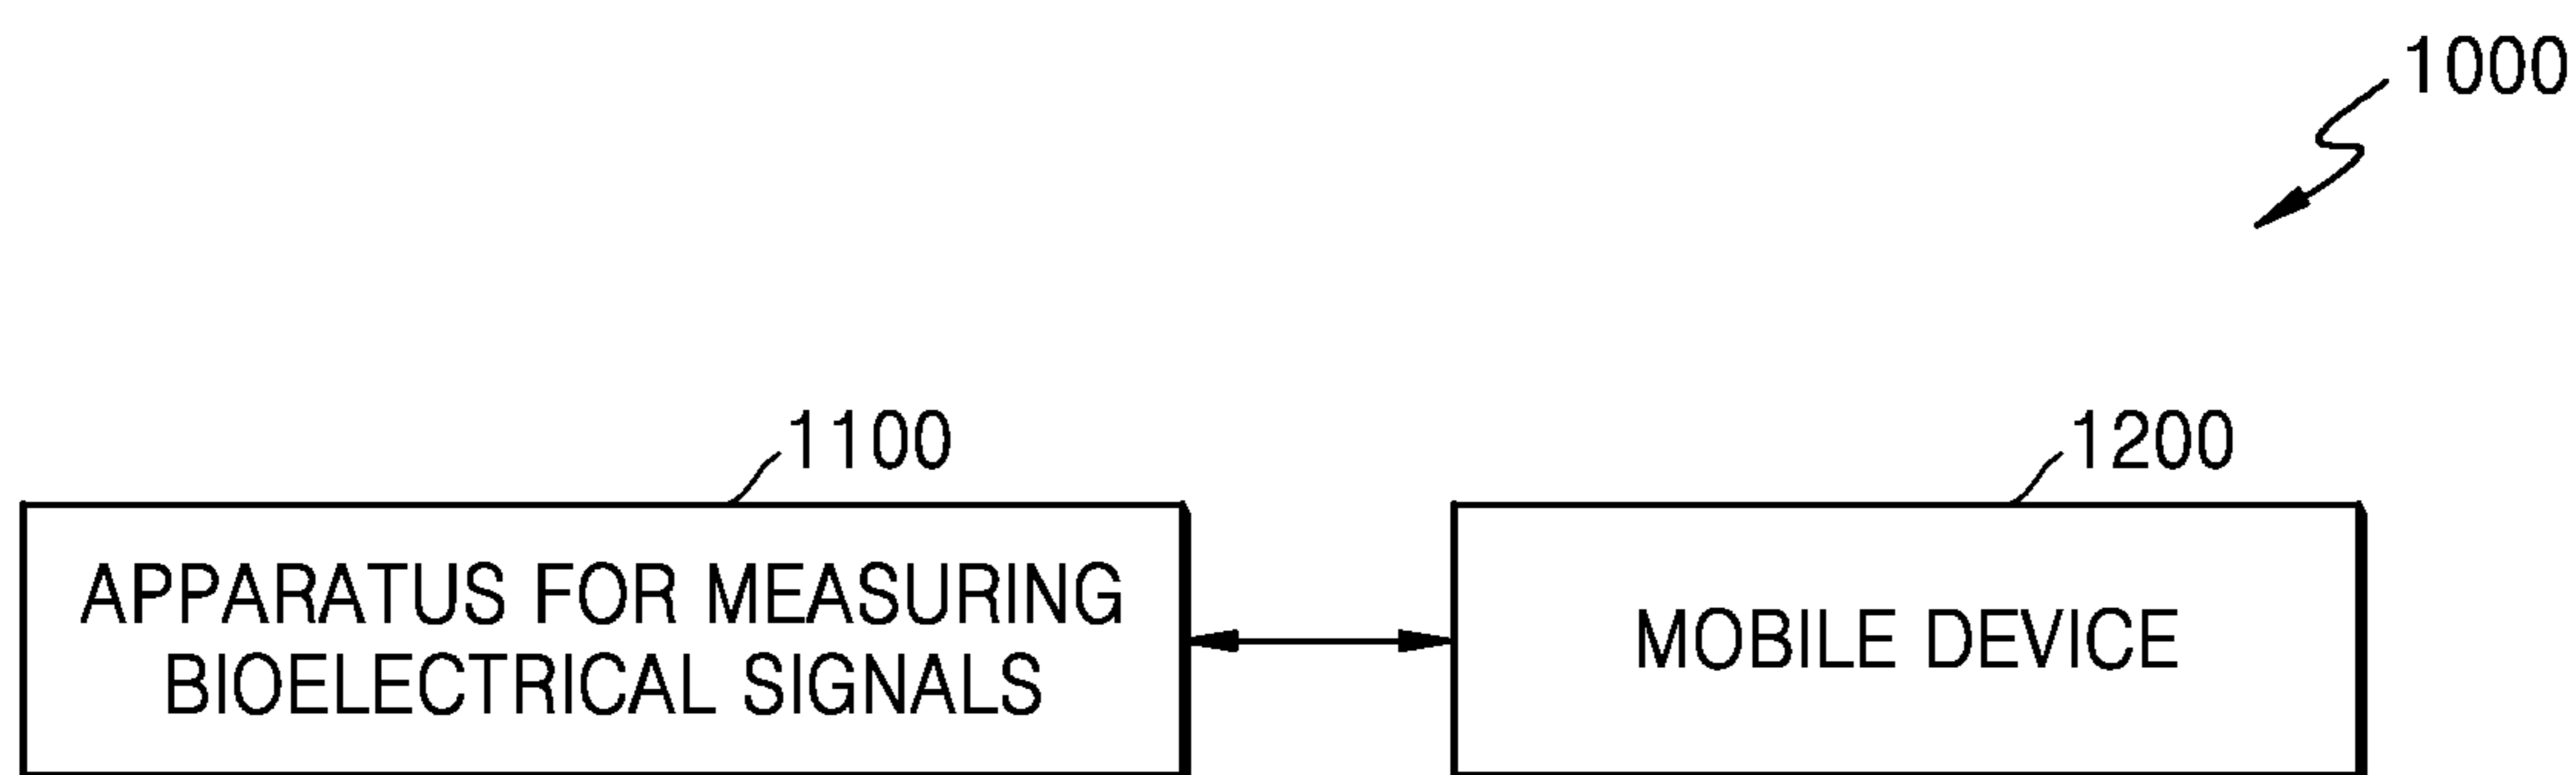 1000
1100
1200
APPARATUS FOR MEASURING
BIOELECTRICAL SIGNALS
MOBILE DEVICE